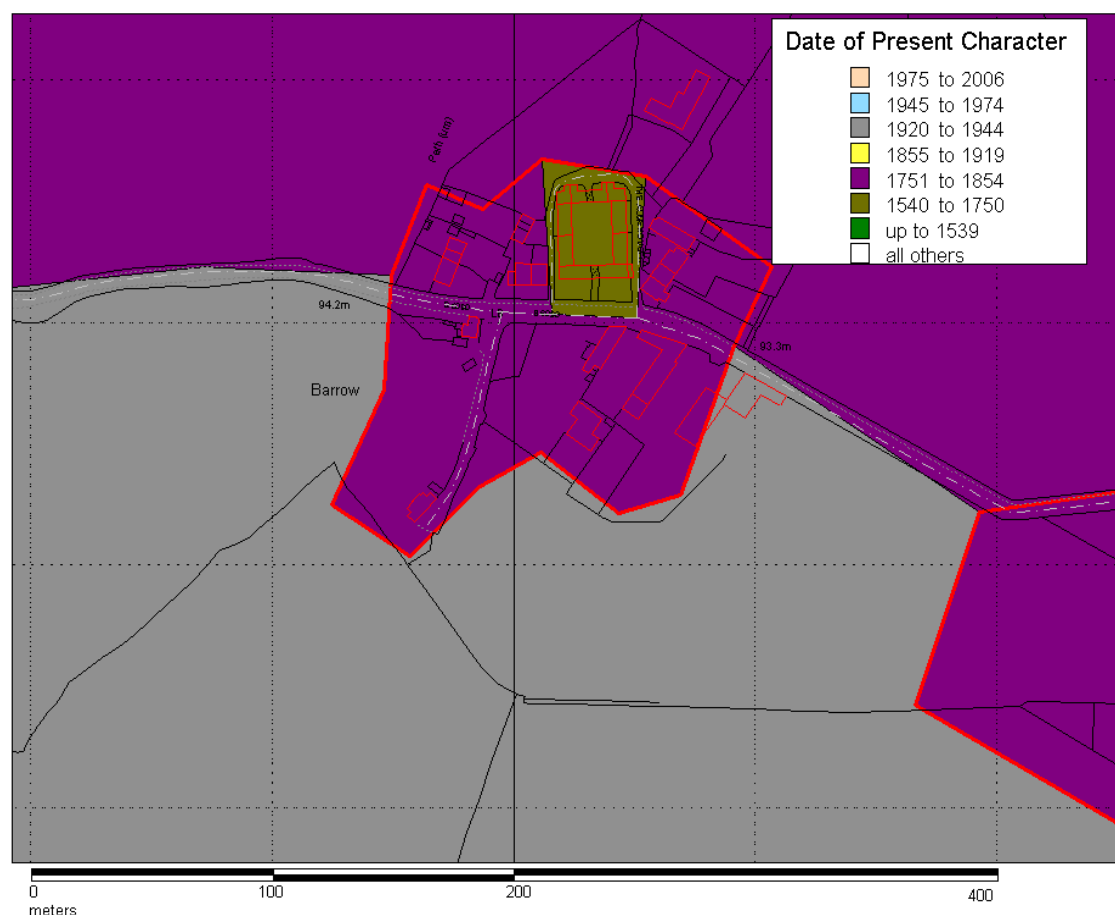 Date of Present Character
1975 to 2006
1945 to 1974
1920 to 1944
1855 to 1919
1751 to 1854
1540 to 1750
up to 1539
all others
Path (um)
94.2m
93.3m
Barrow
0
100
200
400
meters